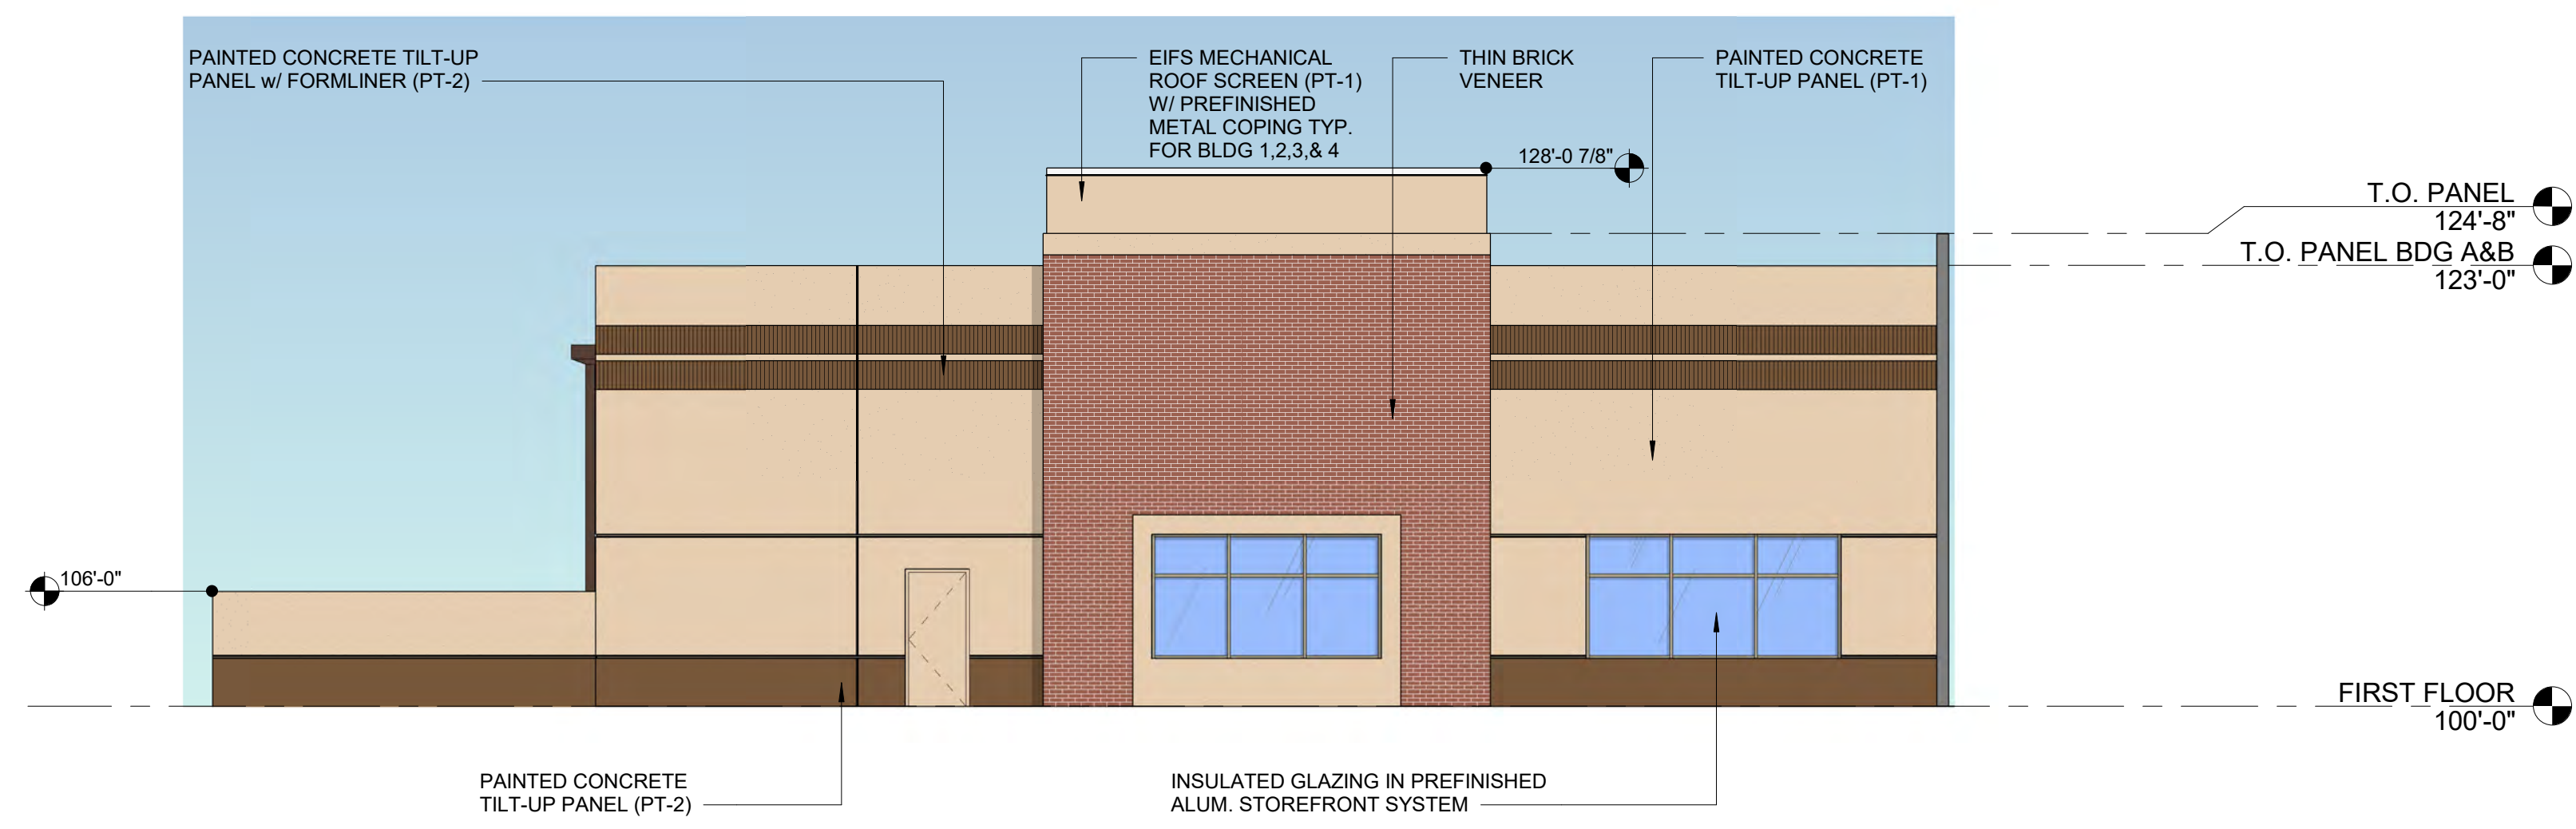 PAINTED CONCRETE TILT-UP
PANEL w/ FORMLINER (PT-2)
EIFS MECHANICAL
ROOF SCREEN (PT-1)
W/ PREFINISHED
METAL COPING TYP.
FOR BLDG 1,2,3,& 4
THIN BRICK
VENEER
PAINTED CONCRETE
TILT-UP PANEL (PT-1)
128'-0 7/8"
T.O. PANEL
124'-8"
T.O. PANEL BDG A&B
123'-0"
106'-0"
FIRST FLOOR
100'-0"
PAINTED CONCRETE
TILT-UP PANEL (PT-2)
INSULATED GLAZING IN PREFINISHED
ALUM. STOREFRONT SYSTEM